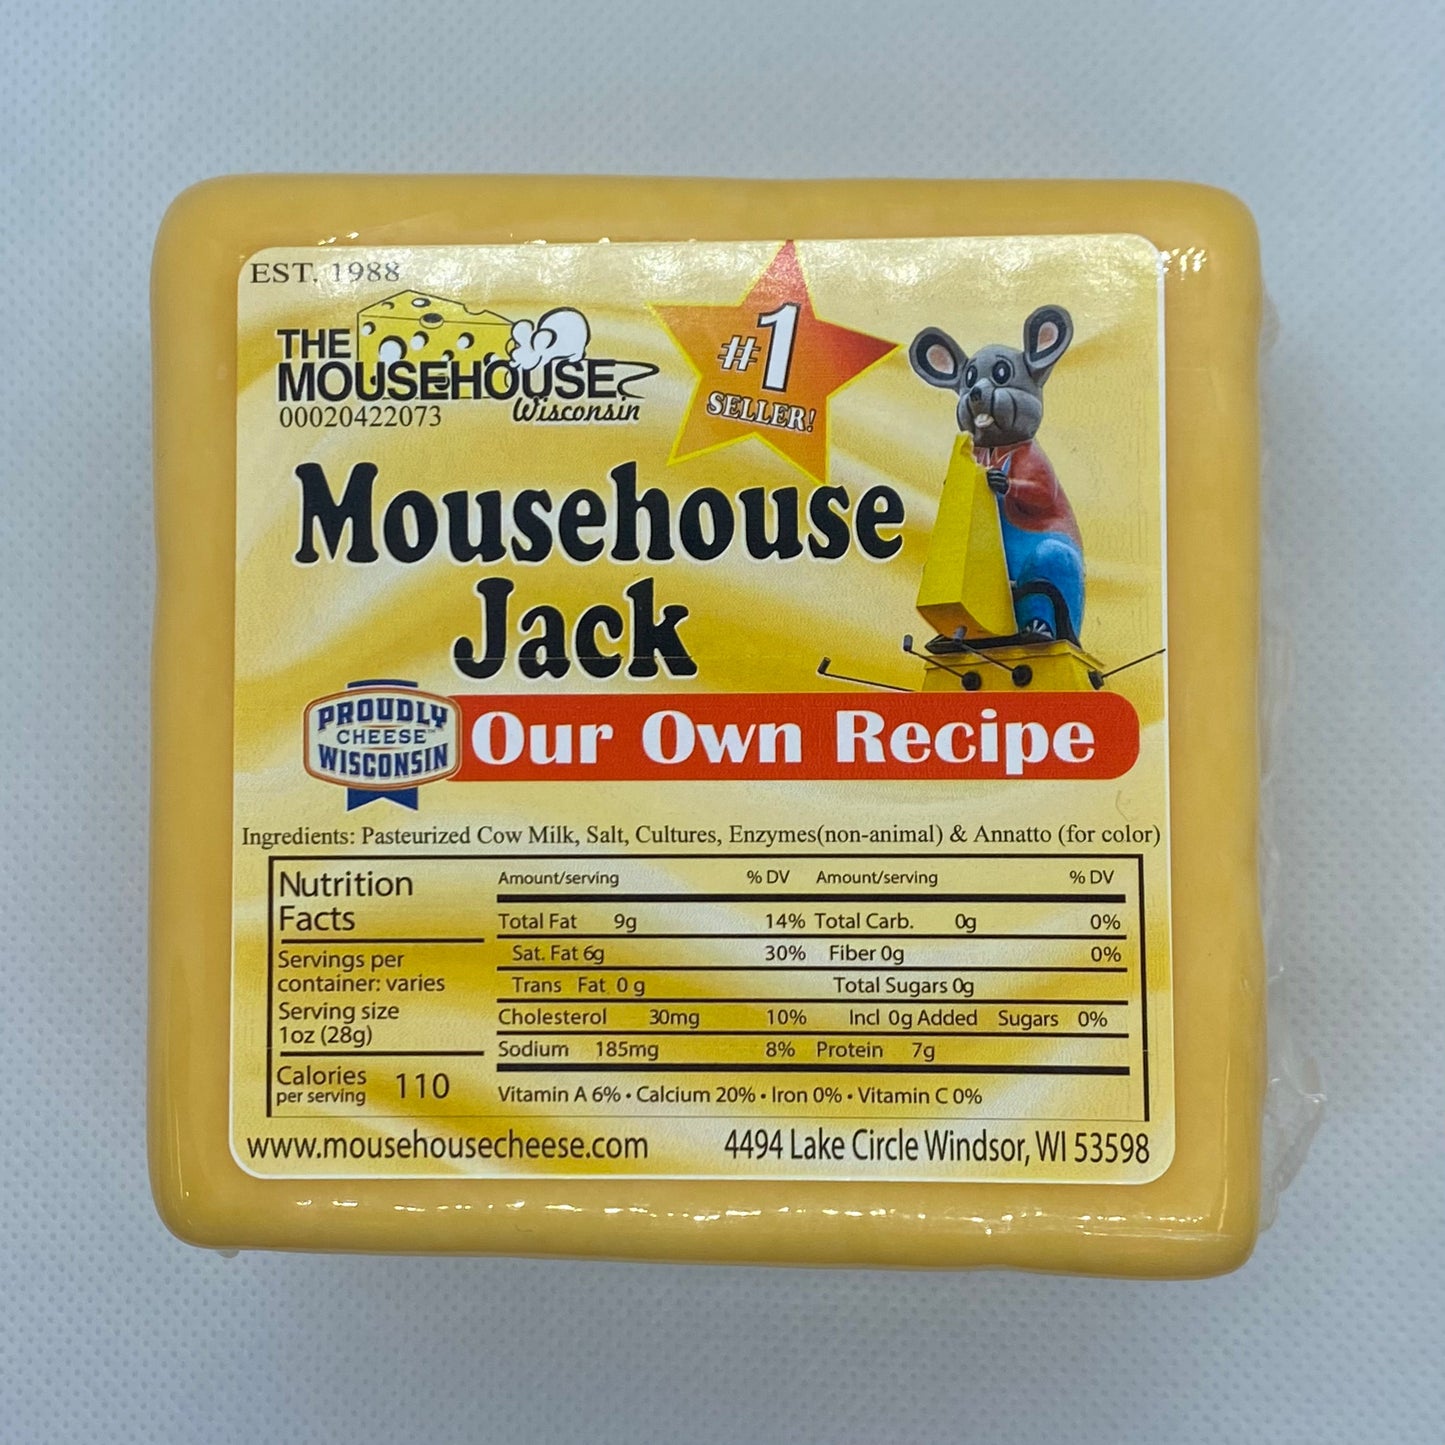 EST. 1988
THE
MOUSEHOUSE
Wisconsin
00020422073
#1
SELLER!
Mousehouse
Jack
PROUDLY
CHEESE™
WISCONSIN
Our Own Recipe
Ingredients: Pasteurized Cow Milk, Salt, Cultures, Enzymes(non-animal) & Annatto (for color)
Nutrition
Facts
Servings per
container: varies
Serving size
1oz (28g)
Calories 110
per serving
Amount/serving % DV Amount/serving % DV
Total Fat 9g 14% Total Carb. 0g 0%
Sat. Fat 6g 30% Fiber 0g 0%
Trans Fat 0 g Total Sugars 0g
Cholesterol 30mg 10% Incl 0g Added Sugars 0%
Sodium 185mg 8% Protein 7g
Vitamin A 6% • Calcium 20% • Iron 0% • Vitamin C 0%
www.mousehousecheese.com 4494 Lake Circle Windsor, WI 53598